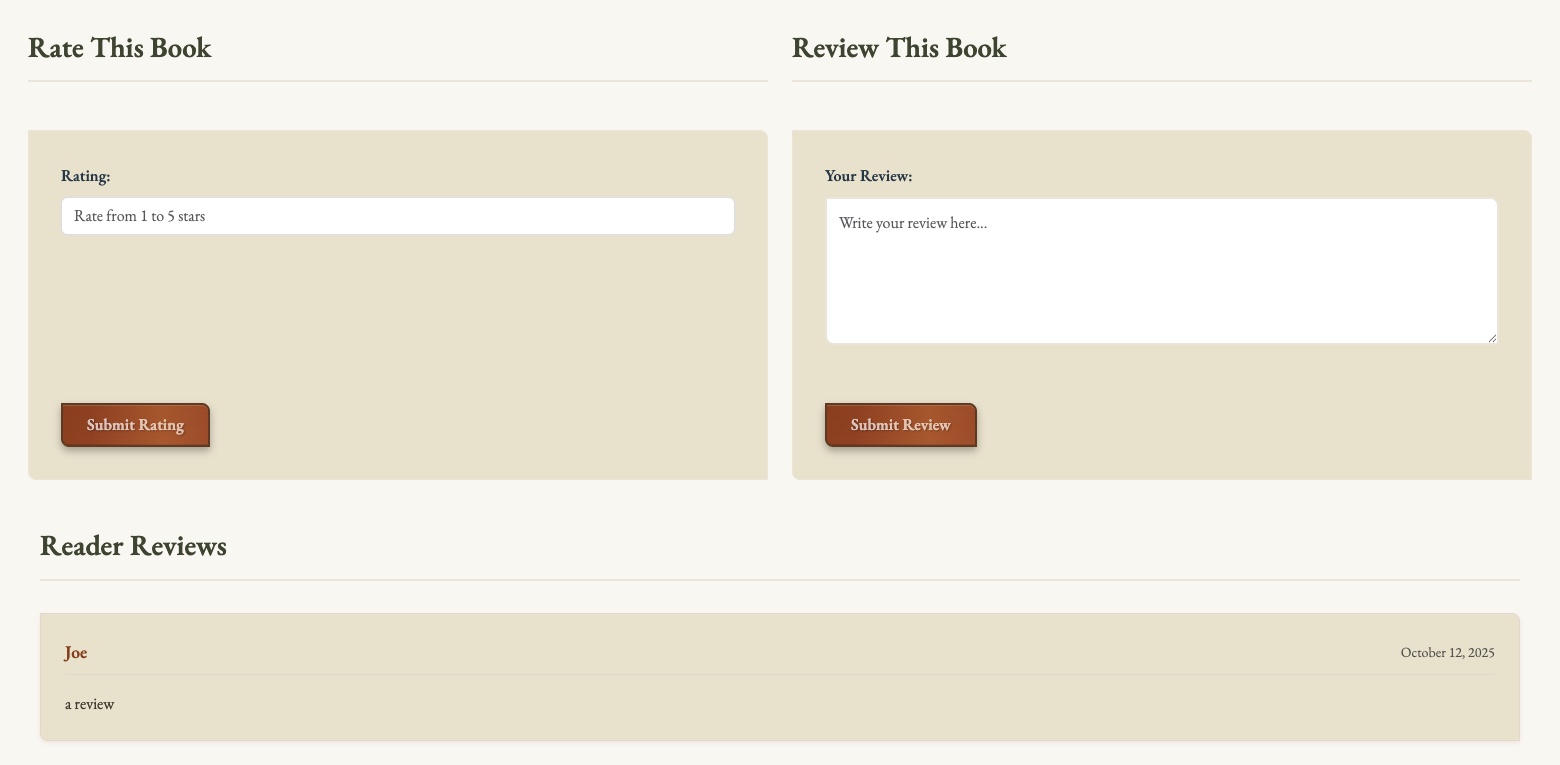 Rate This Book
Rating:
Rate from 1 to 5 stars
Submit Rating
Review This Book
Your Review:
Write your review here...
Submit Review
Reader Reviews
Joe
October 12, 2025
a review